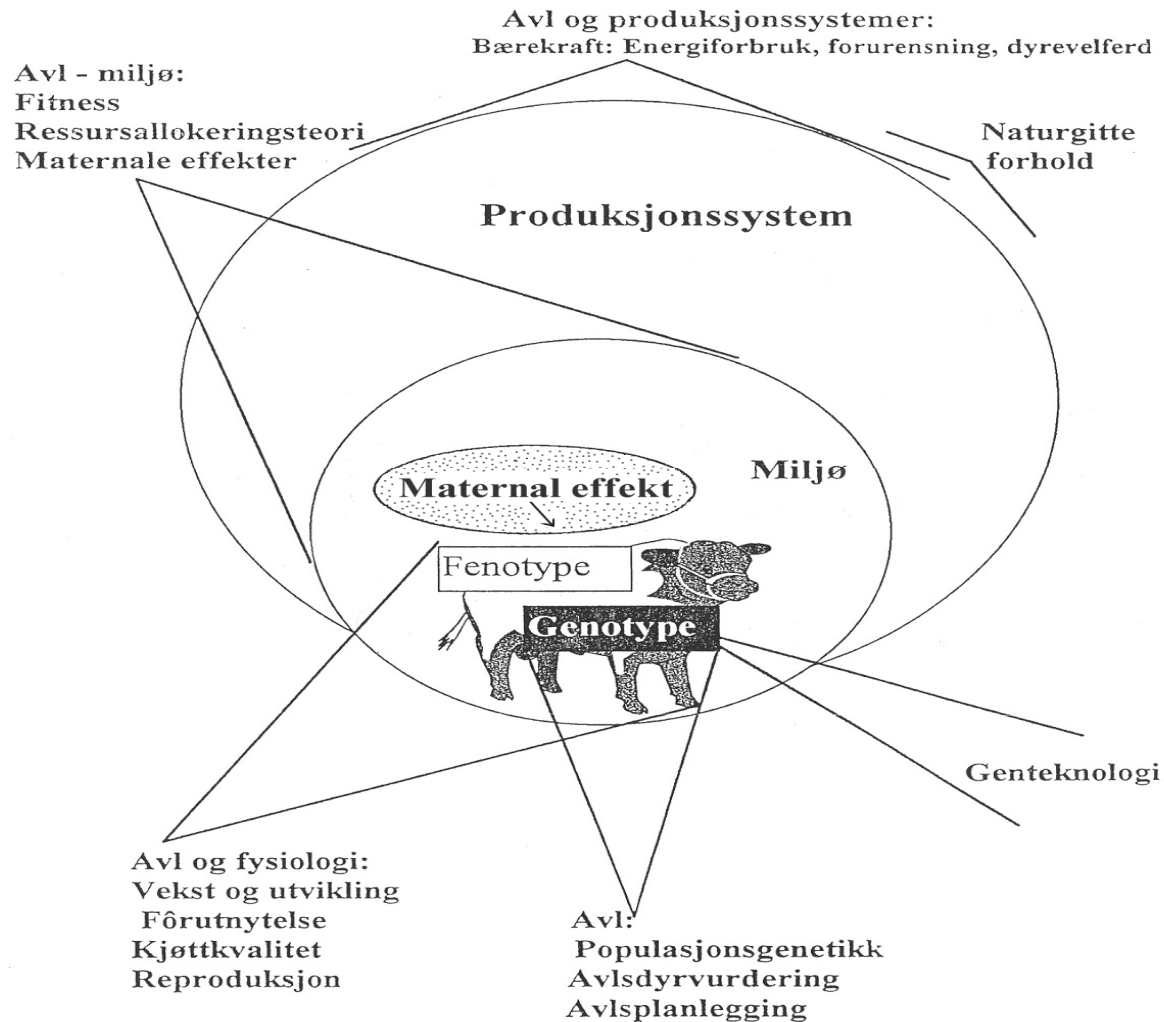 Avl og produksjonssystemer:
Bærekraft: Energiforbruk, forurensning, dyrevelferd
Avl - miljø:
Fitness
Ressursallokeringsteori
Maternale effekter
Naturgitte
forhold
Produksjonssystem
Miljø
Maternal effekt
Fenotype
Genotype
Genteknologi
Avl og fysiologi:
Vekst og utvikling
Fôrutnytelse
Kjøttkvalitet
Reproduksjon
Avl:
Populasjonsgenetikk
Avlsdyrvurdering
Avlsplanlegging